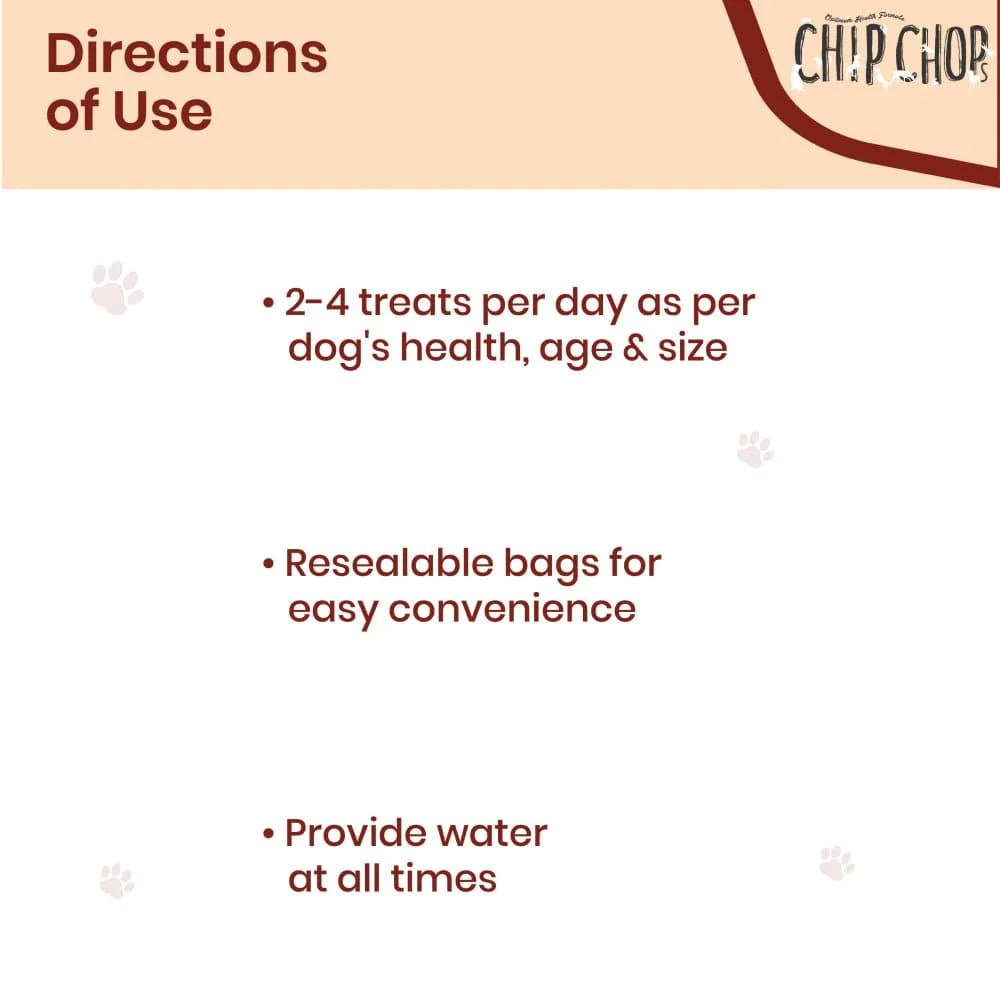 Directions
of Use
Optimum Health Formula
CHIP CHOPS
• 2-4 treats per day as per
dog's health, age & size
• Resealable bags for
easy convenience
• Provide water
at all times